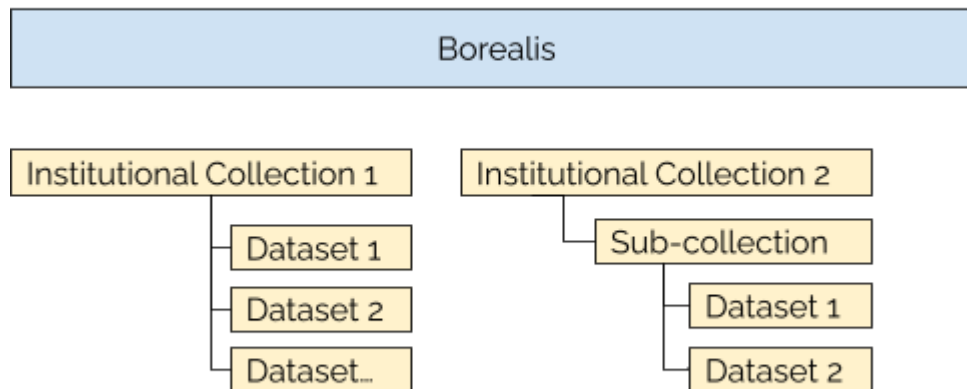 Borealis
Institutional Collection 1
Dataset 1
Dataset 2
Dataset...
Institutional Collection 2
Sub-collection
Dataset 1
Dataset 2